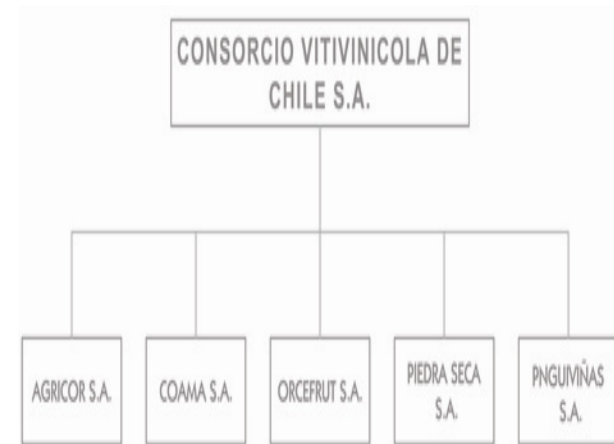 CONSORCIO VITIVINICOLA DE
CHILE S.A.
AGRICOR S.A.
COAMA S.A.
ORCEFRUT S.A.
PIEDRA SECA
S.A.
PNGUIVIÑAS
S.A.